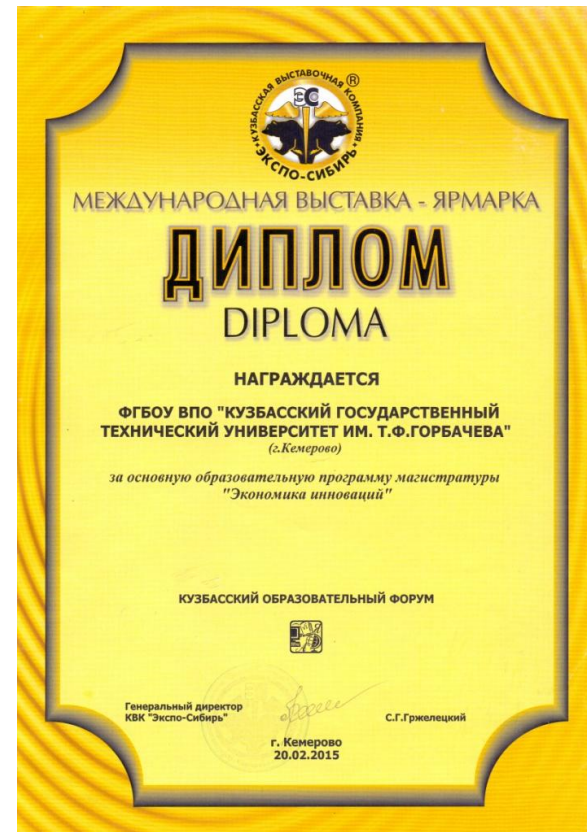 КУЗБАССКАЯ ВЫСТАВОЧНАЯ КОМПАНИЯ ®
ЭС
ЭКСПО-СИБИРЬ
МЕЖДУНАРОДНАЯ ВЫСТАВКА - ЯРМАРКА
ДИПЛОМ
DIPLOMA
НАГРАЖДАЕТСЯ
ФГБОУ ВПО "КУЗБАССКИЙ ГОСУДАРСТВЕННЫЙ
ТЕХНИЧЕСКИЙ УНИВЕРСИТЕТ ИМ. Т.Ф.ГОРБАЧЕВА"
(г.Кемерово)
за основную образовательную программу магистратуры
"Экономика инноваций"
КУЗБАССКИЙ ОБРАЗОВАТЕЛЬНЫЙ ФОРУМ
Генеральный директор
КВК "Экспо-Сибирь"
С.Г.Гржелецкий
г. Кемерово
20.02.2015